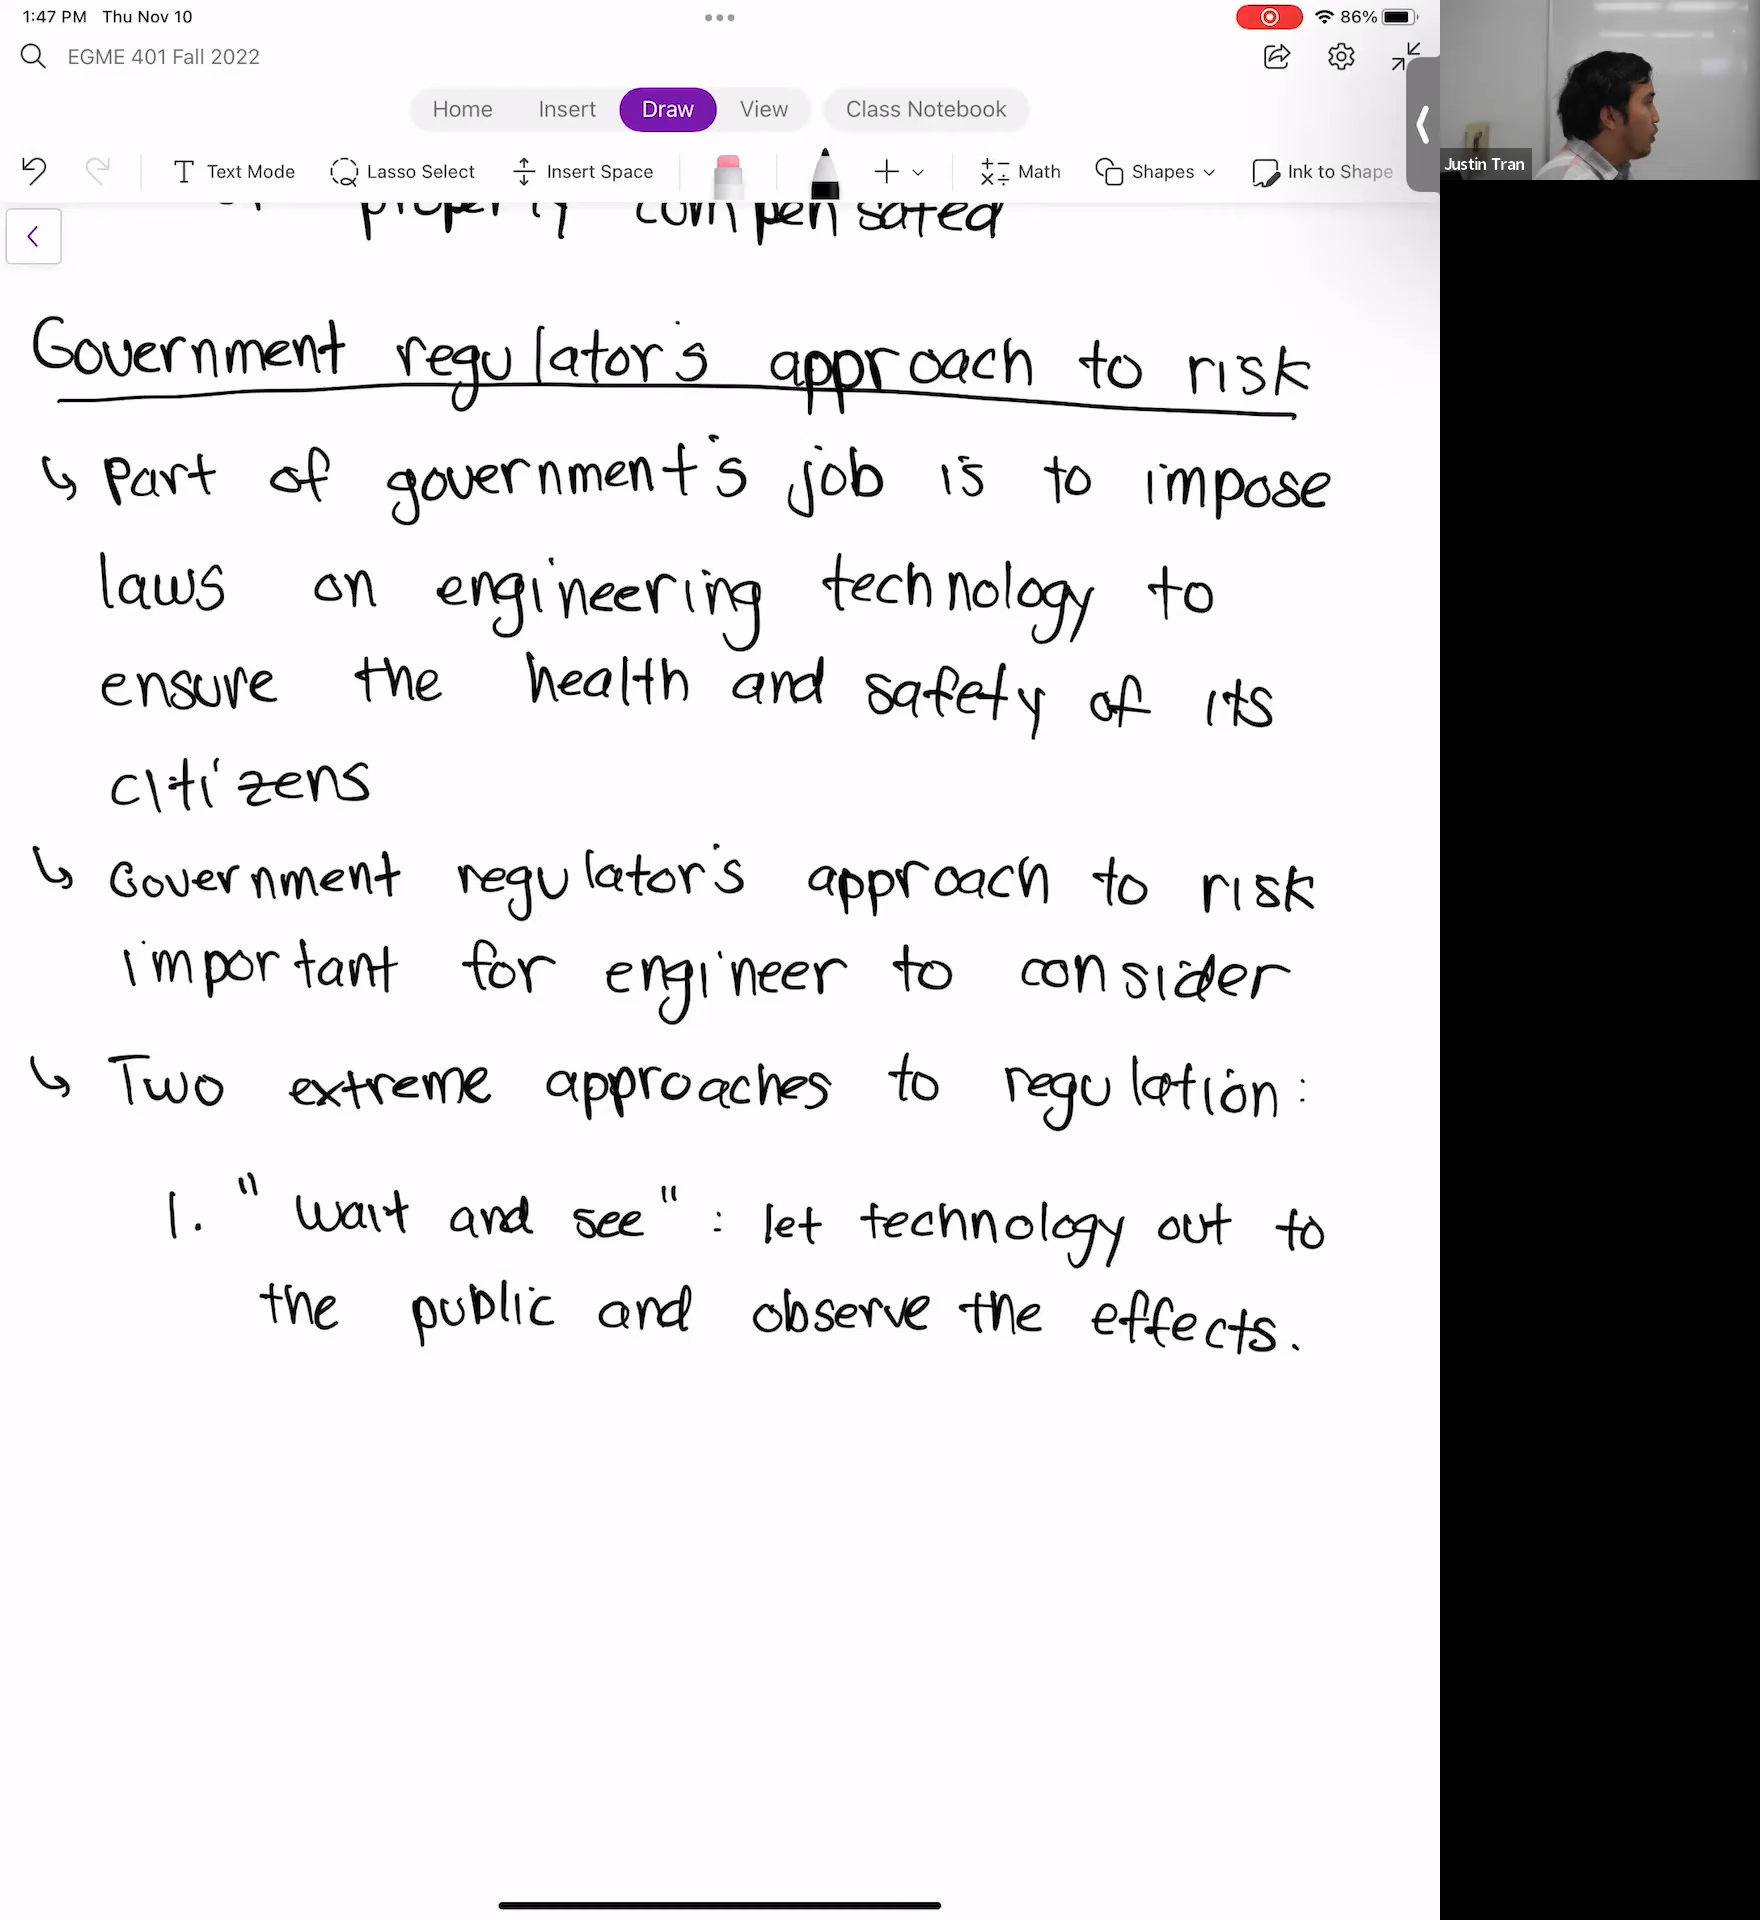 1:47 PM Thu Nov 10
86%
EGME 401 Fall 2022
Home Insert Draw View Class Notebook
Text Mode Lasso Select Insert Space Math Shapes Ink to Shape
Justin Tran
properly compensated
Government regulator's approach to risk
↳ Part of government's job is to impose
laws on engineering technology to
ensure the health and safety of its
citizens
↳ Government regulator's approach to risk
important for engineer to consider
↳ Two extreme approaches to regulation:
1. "wait and see": let technology out to
the public and observe the effects.